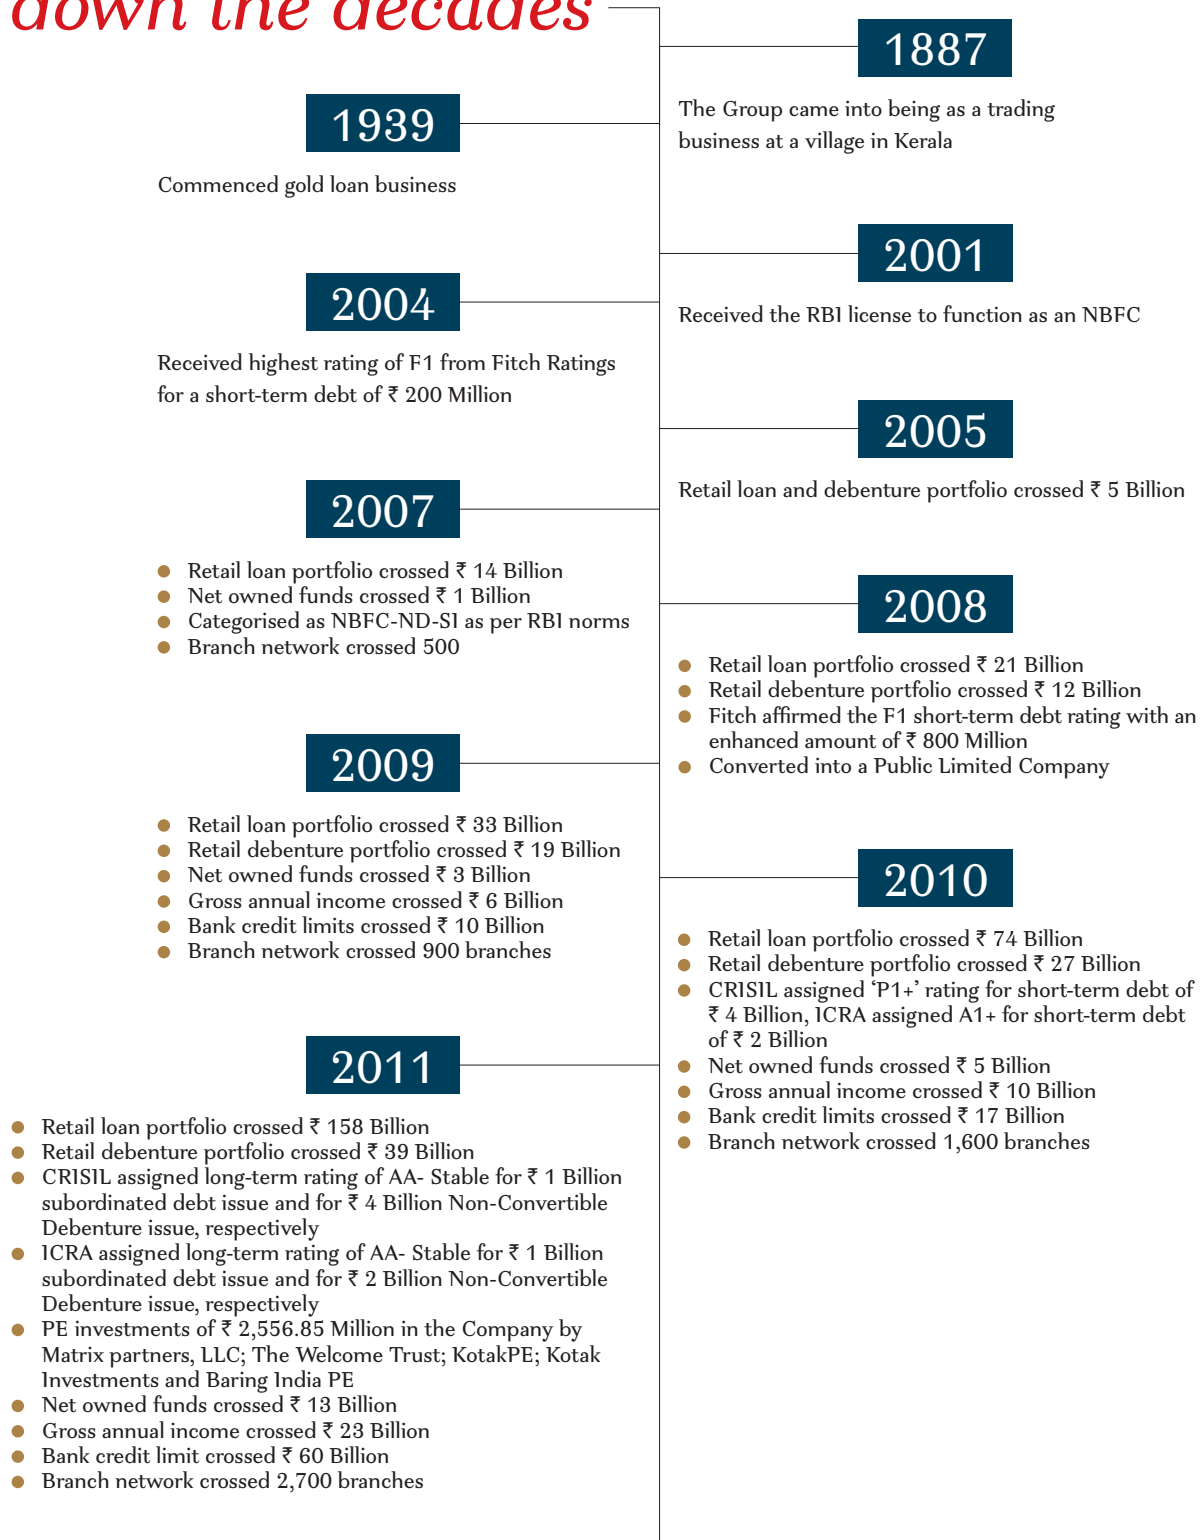 down the decades
1887
The Group came into being as a trading
business at a village in Kerala
1939
Commenced gold loan business
2001
Received the RBI license to function as an NBFC
2004
Received highest rating of F1 from Fitch Ratings
for a short-term debt of ₹ 200 Million
2005
Retail loan and debenture portfolio crossed ₹ 5 Billion
2007
Retail loan portfolio crossed ₹ 14 Billion
Net owned funds crossed ₹ 1 Billion
Categorised as NBFC-ND-SI as per RBI norms
Branch network crossed 500
2008
Retail loan portfolio crossed ₹ 21 Billion
Retail debenture portfolio crossed ₹ 12 Billion
Fitch affirmed the F1 short-term debt rating with an
enhanced amount of ₹ 800 Million
Converted into a Public Limited Company
2009
Retail loan portfolio crossed ₹ 33 Billion
Retail debenture portfolio crossed ₹ 19 Billion
Net owned funds crossed ₹ 3 Billion
Gross annual income crossed ₹ 6 Billion
Bank credit limits crossed ₹ 10 Billion
Branch network crossed 900 branches
2010
Retail loan portfolio crossed ₹ 74 Billion
Retail debenture portfolio crossed ₹ 27 Billion
CRISIL assigned ‘P1+’ rating for short-term debt of
₹ 4 Billion, ICRA assigned A1+ for short-term debt
of ₹ 2 Billion
Net owned funds crossed ₹ 5 Billion
Gross annual income crossed ₹ 10 Billion
Bank credit limits crossed ₹ 17 Billion
Branch network crossed 1,600 branches
2011
Retail loan portfolio crossed ₹ 158 Billion
Retail debenture portfolio crossed ₹ 39 Billion
CRISIL assigned long-term rating of AA- Stable for ₹ 1 Billion
subordinated debt issue and for ₹ 4 Billion Non-Convertible
Debenture issue, respectively
ICRA assigned long-term rating of AA- Stable for ₹ 1 Billion
subordinated debt issue and for ₹ 2 Billion Non-Convertible
Debenture issue, respectively
PE investments of ₹ 2,556.85 Million in the Company by
Matrix partners, LLC; The Welcome Trust; KotakPE; Kotak
Investments and Baring India PE
Net owned funds crossed ₹ 13 Billion
Gross annual income crossed ₹ 23 Billion
Bank credit limit crossed ₹ 60 Billion
Branch network crossed 2,700 branches